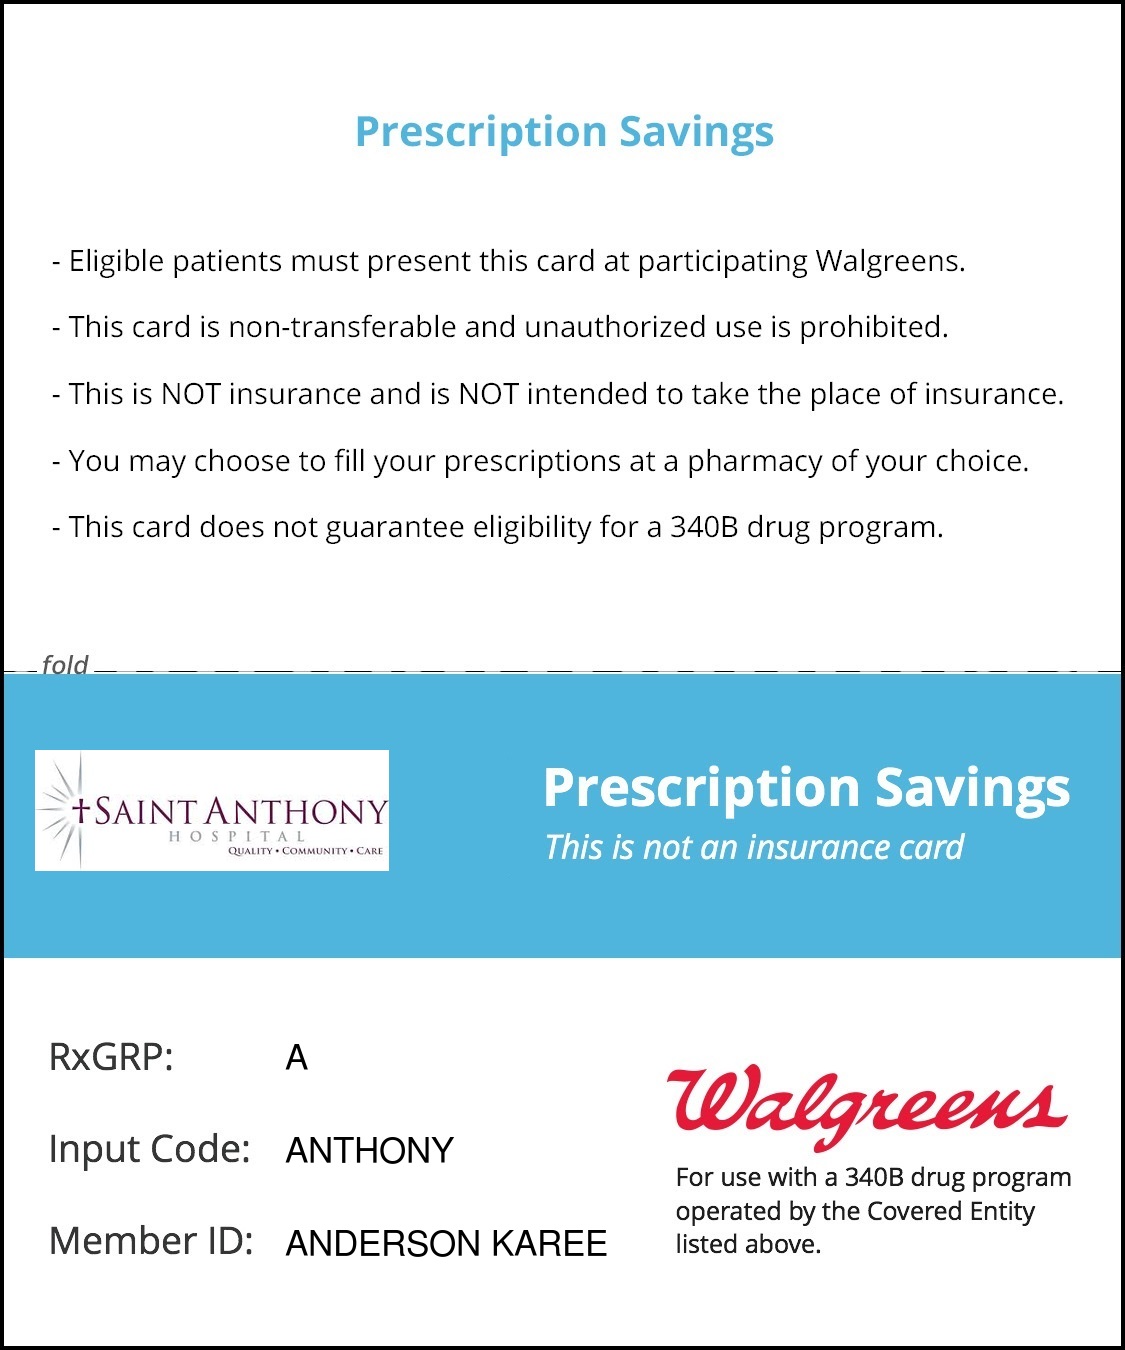 Prescription Savings
- Eligible patients must present this card at participating Walgreens.
- This card is non-transferable and unauthorized use is prohibited.
- This is NOT insurance and is NOT intended to take the place of insurance.
- You may choose to fill your prescriptions at a pharmacy of your choice.
- This card does not guarantee eligibility for a 340B drug program.
fold
SAINT ANTHONY
HOSPITAL
QUALITY • COMMUNITY • CARE
Prescription Savings
This is not an insurance card
RxGRP: A
Input Code: ANTHONY
Member ID: ANDERSON KAREE
Walgreens
For use with a 340B drug program
operated by the Covered Entity
listed above.